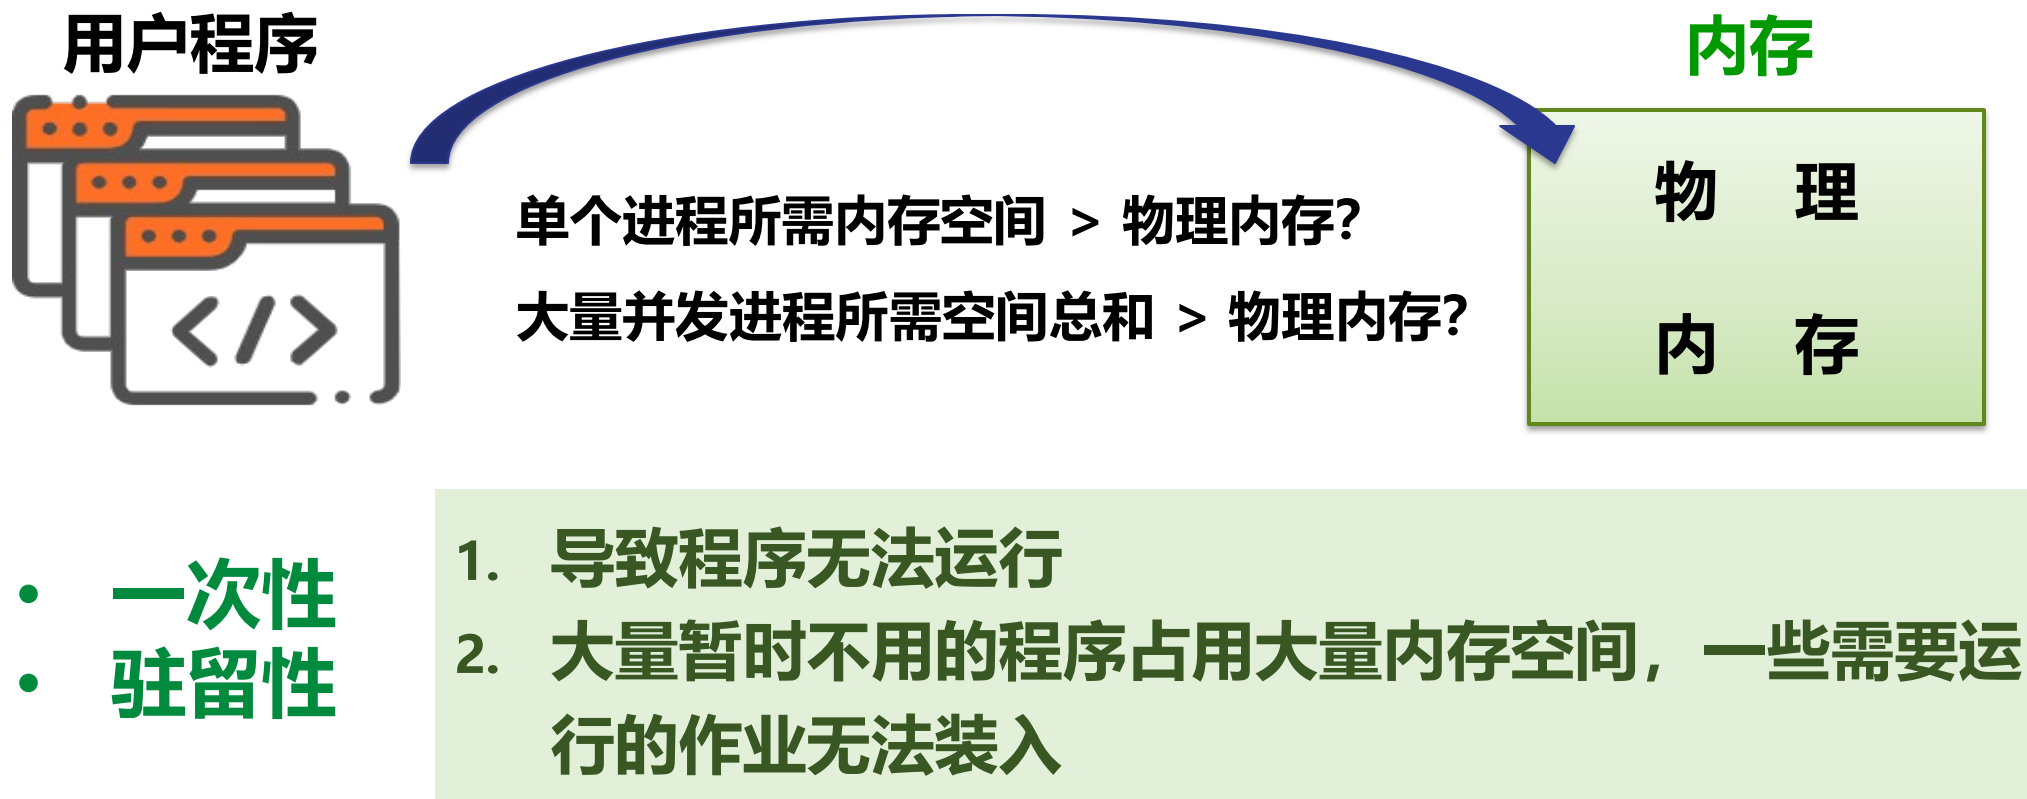 用户程序
内存
</>
单个进程所需内存空间 > 物理内存?
大量并发进程所需空间总和 > 物理内存?
物 理
内 存
• 一次性
• 驻留性
1. 导致程序无法运行
2. 大量暂时不用的程序占用大量内存空间，一些需要运
行的作业无法装入